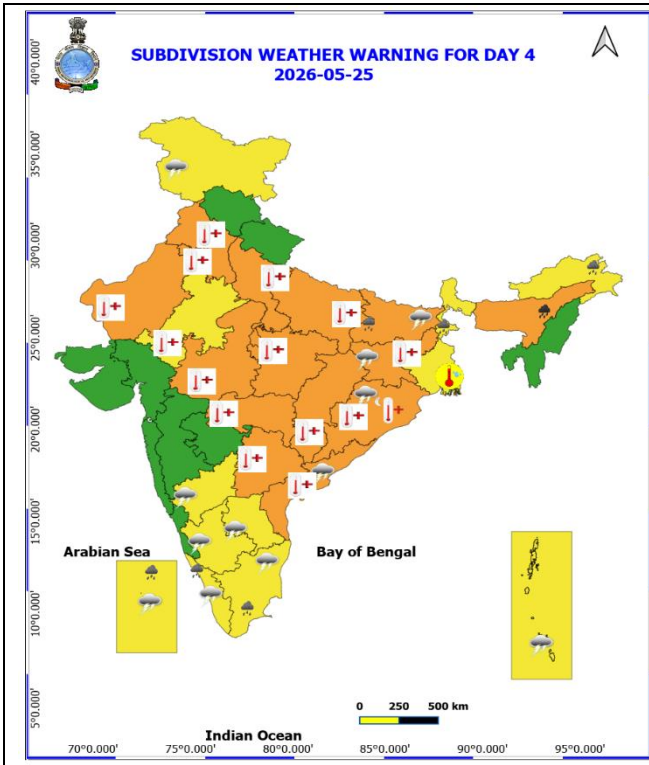 SUBDIVISION WEATHER WARNING FOR DAY 4
2026-05-25
40°0.000'
35°0.000'
30°0.000'
25°0.000'
20°0.000'
15°0.000'
10°0.000'
5°0.000'
Arabian Sea
Bay of Bengal
0 250 500 km
Indian Ocean
70°0.000' 75°0.000' 80°0.000' 85°0.000' 90°0.000' 95°0.000'